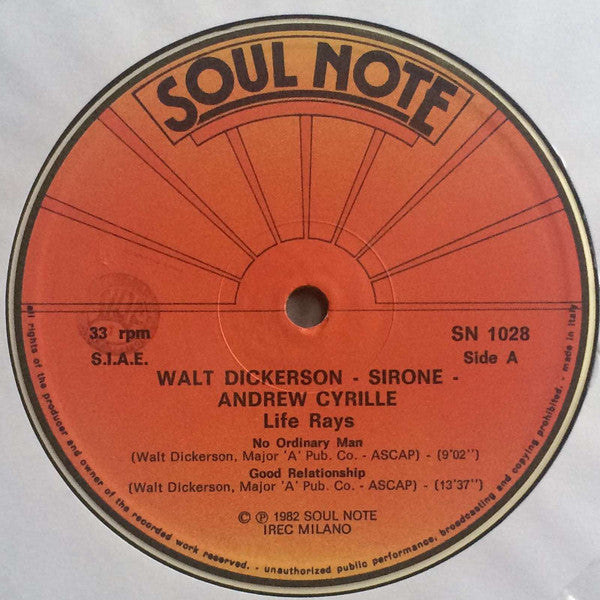 SOUL NOTE
33 rpm
S.I.A.E.
SN 1028
Side A
WALT DICKERSON - SIRONE -
ANDREW CYRILLE
Life Rays
No Ordinary Man
(Walt Dickerson, Major 'A' Pub. Co. - ASCAP) - (9'02'')
Good Relationship
(Walt Dickerson, Major 'A' Pub. Co. - ASCAP) - (13'37'')
© ℗ 1982 SOUL NOTE
IREC MILANO
all rights of the producer and owner of the recorded work reserved. - unauthorized public performance, broadcasting and copying prohibited. - made in italy